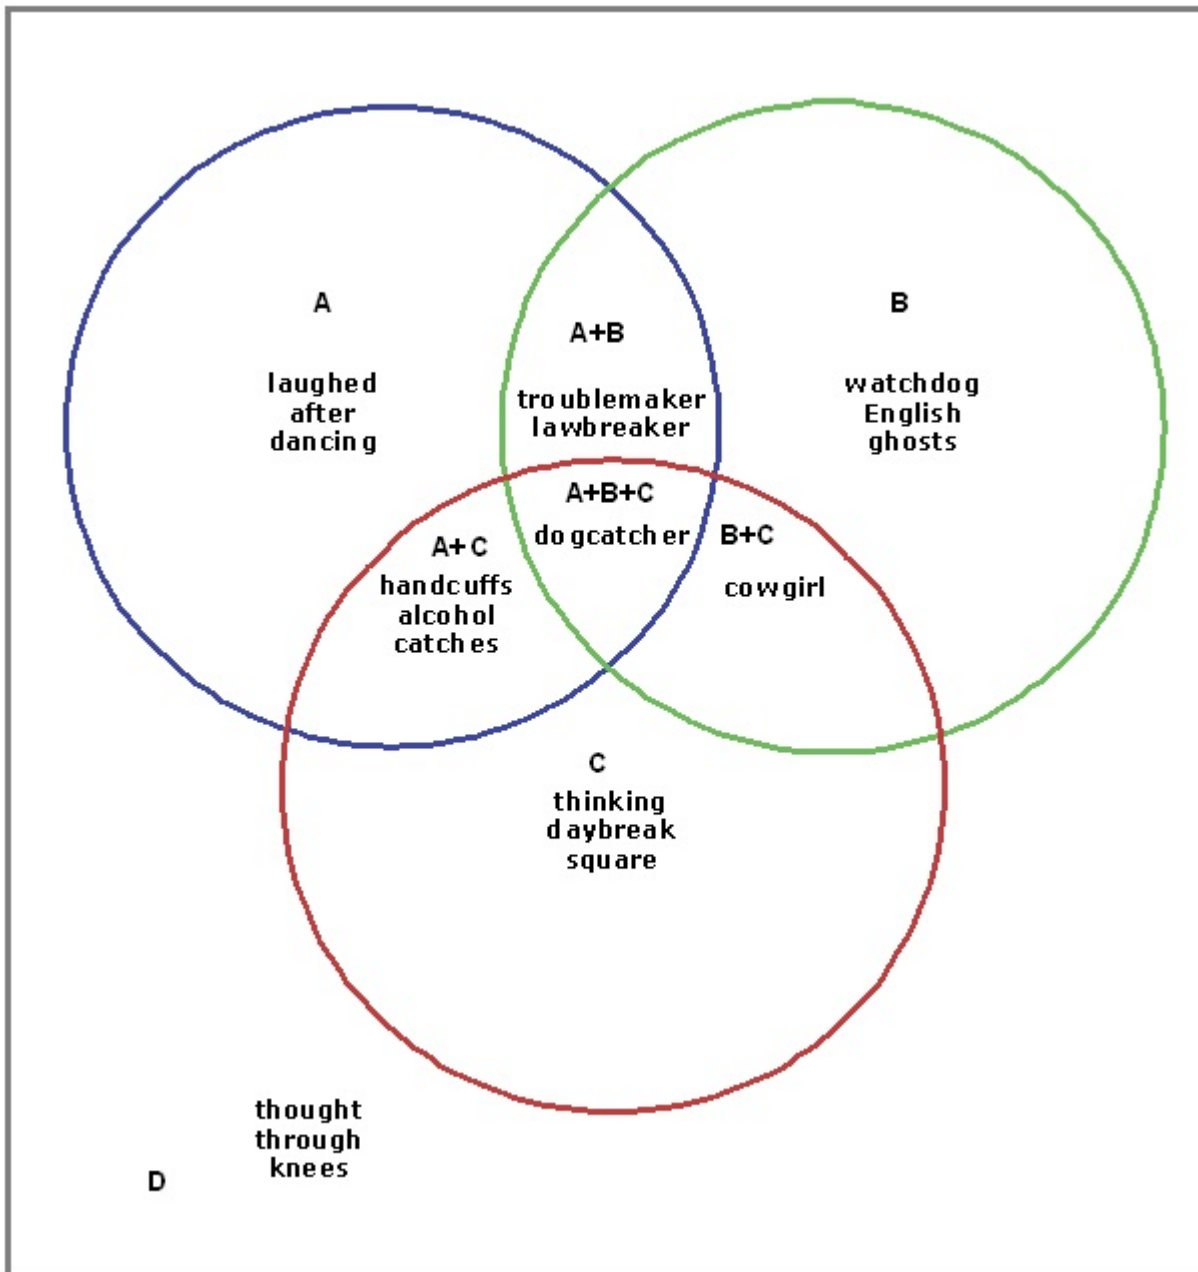 A
laughed
after
dancing
A+B
troublemaker
lawbreaker
B
watchdog
English
ghosts
A+B+C
dogcatcher
A+C
handcuffs
alcohol
catches
B+C
cowgirl
C
thinking
daybreak
square
thought
through
knees
D